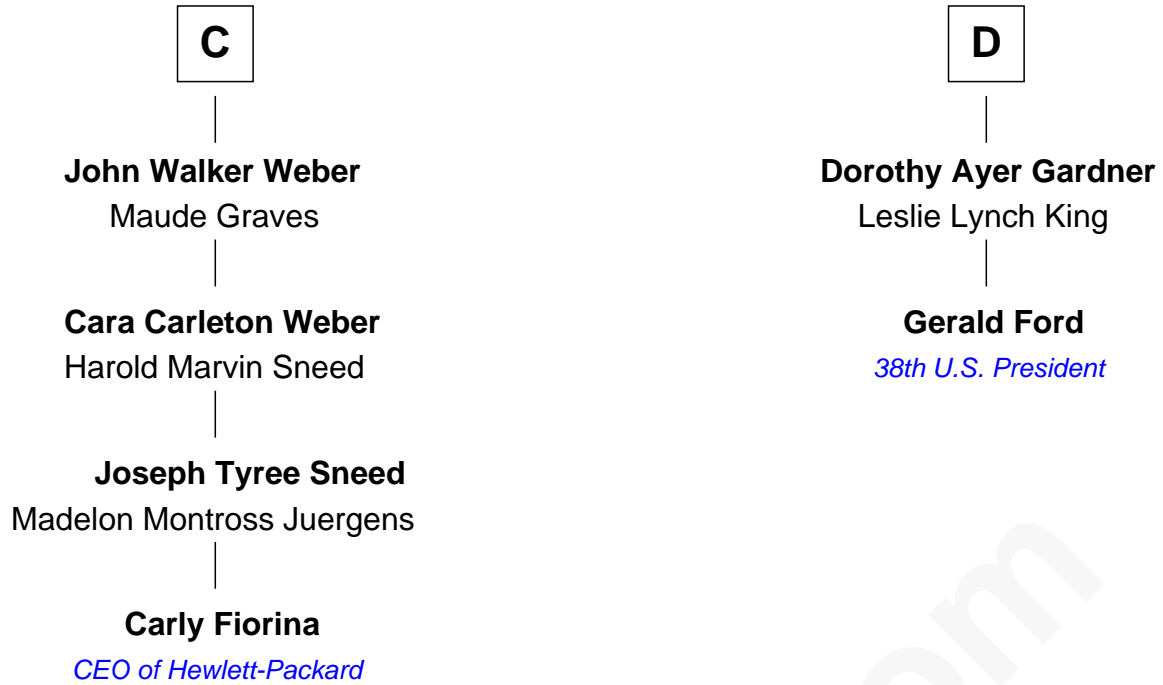 C
John Walker Weber
Maude Graves
Cara Carleton Weber
Harold Marvin Sneed
Joseph Tyree Sneed
Madelon Montross Juergens
Carly Fiorina
CEO of Hewlett-Packard
D
Dorothy Ayer Gardner
Leslie Lynch King
Gerald Ford
38th U.S. President
om